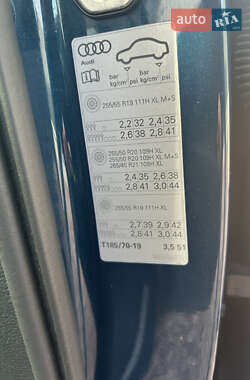 AUTO
RIA
Audi
bar
kg/cm²
psi
bar
kg/cm²
psi
255/55 R19 111H XL M+S
2,2 32 2,4 35
2,6 38 2,8 41
255/50 R20 109H XL
255/50 R20 109H XL M+S
285/45 R21 109H XL
2,4 35 2,6 38
2,8 41 3,0 44
255/55 R19 111H XL
2,7 39 2,9 42
2,8 41 3,0 44
T185/70-19 3,5 51